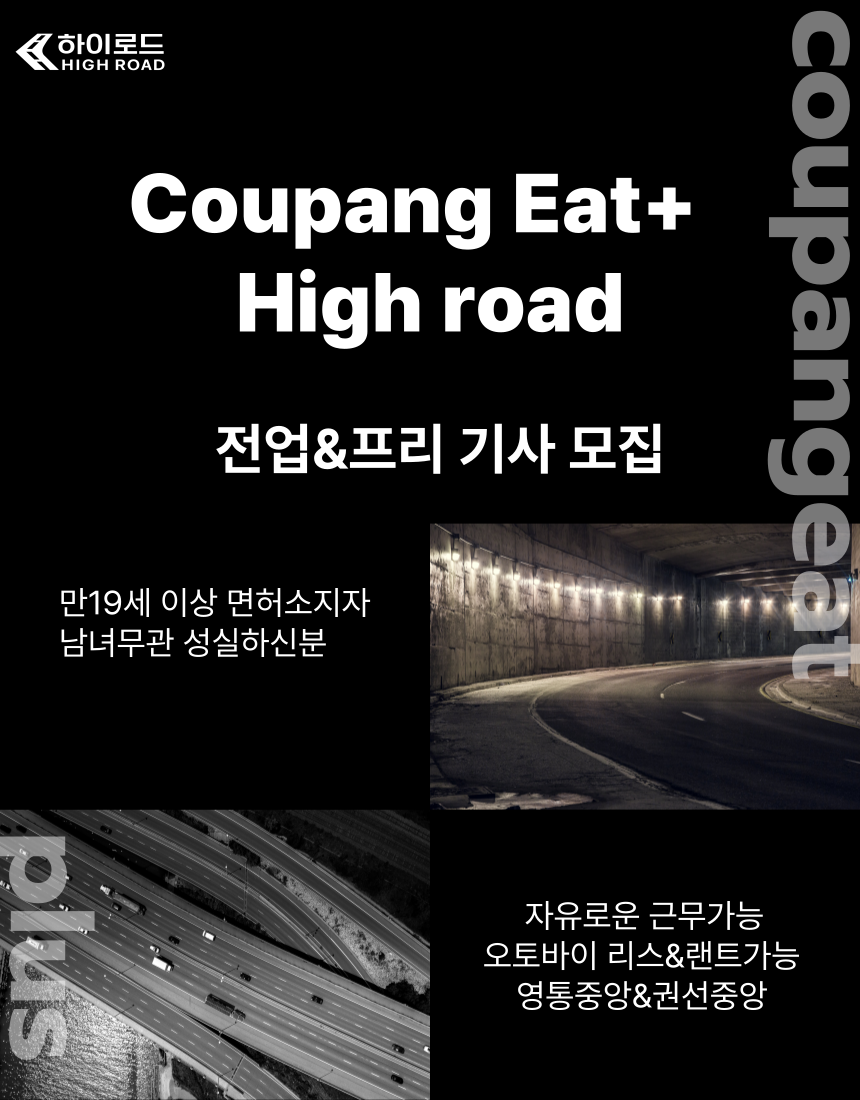 하이로드
HIGH ROAD
coupangeat
Coupang Eat+
High road
전업&프리 기사 모집
만19세 이상 면허소지자
남녀무관 성실하신분
plus
자유로운 근무가능
오토바이 리스&랜트가능
영통중앙&권선중앙